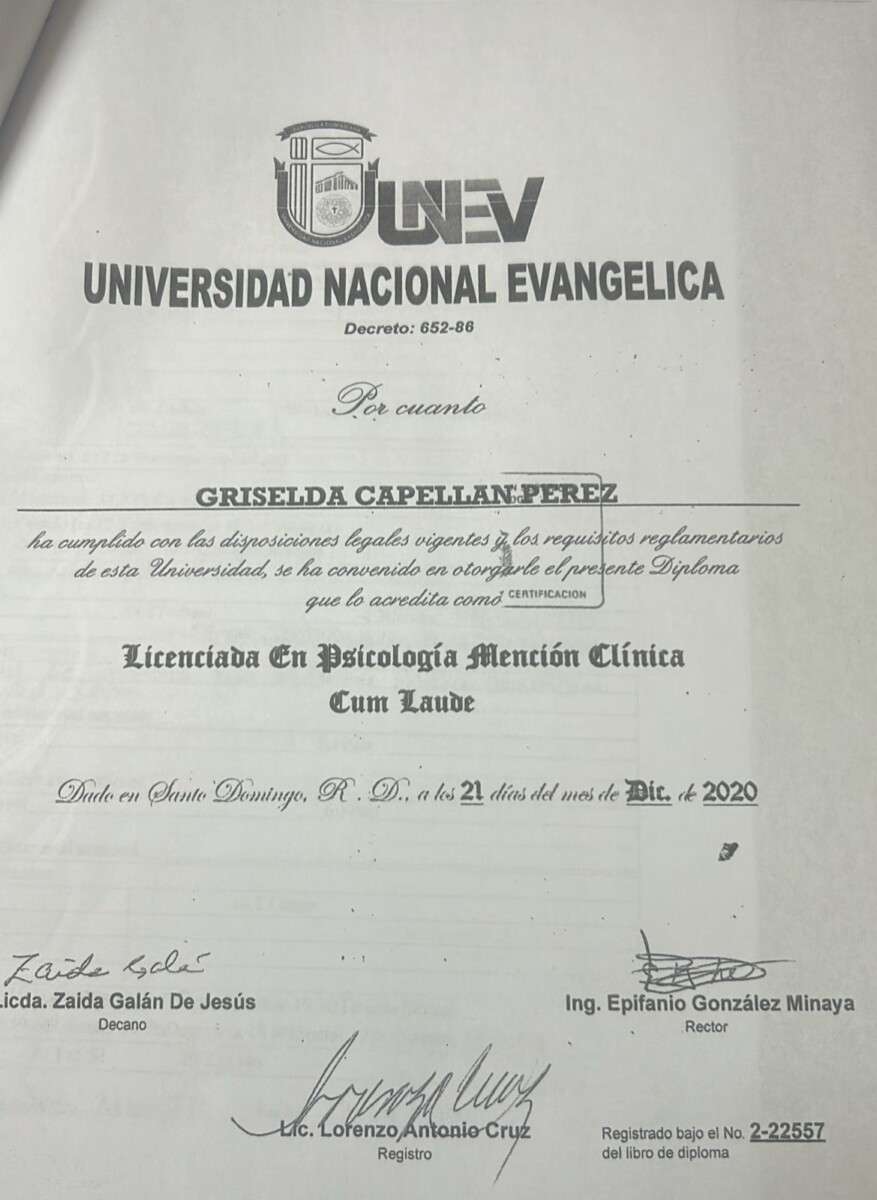 UNEV
UNIVERSIDAD NACIONAL EVANGELICA
Decreto: 652-86
Por cuanto
GRISELDA CAPELLAN PEREZ
ha cumplido con las disposiciones legales vigentes y los requisitos reglamentarios
de esta Universidad, se ha convenido en otorgarle el presente Diploma
que lo acredita como
CERTIFICACION
Licenciada En Psicología Mención Clínica
Cum Laude
Dado en Santo Domingo, R. D., a los 21 días del mes de Dic. de 2020
Zaida Galá
Licda. Zaida Galán De Jesús
Decano
Ing. Epifanio González Minaya
Rector
Lorenzo Cruz
Lic. Lorenzo Antonio Cruz
Registro
Registrado bajo el No. 2-22557
del libro de diploma